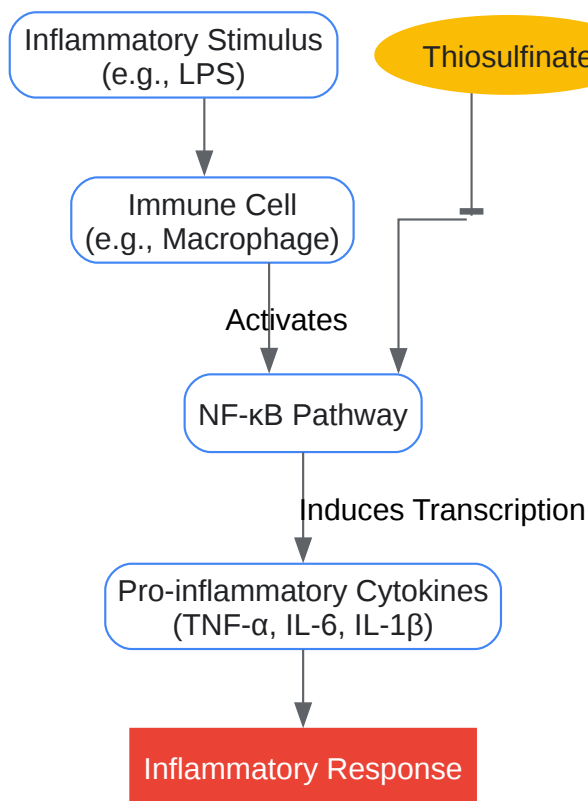 Inflammatory Stimulus
(e.g., LPS)
Thiosulfinate
Immune Cell
(e.g., Macrophage)
Activates
NF-κB Pathway
Induces Transcription
Pro-inflammatory Cytokines
(TNF-α, IL-6, IL-1β)
Inflammatory Response